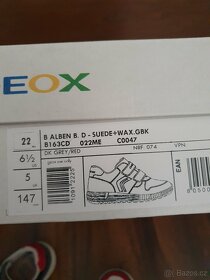 EOX
22
6½
5
147
B ALBEN B. D - SUEDE+WAX.GBK
B163CD 022ME C0047
DK GREY/RED
NRF. 074
VPN
EAN
bazoš.cz